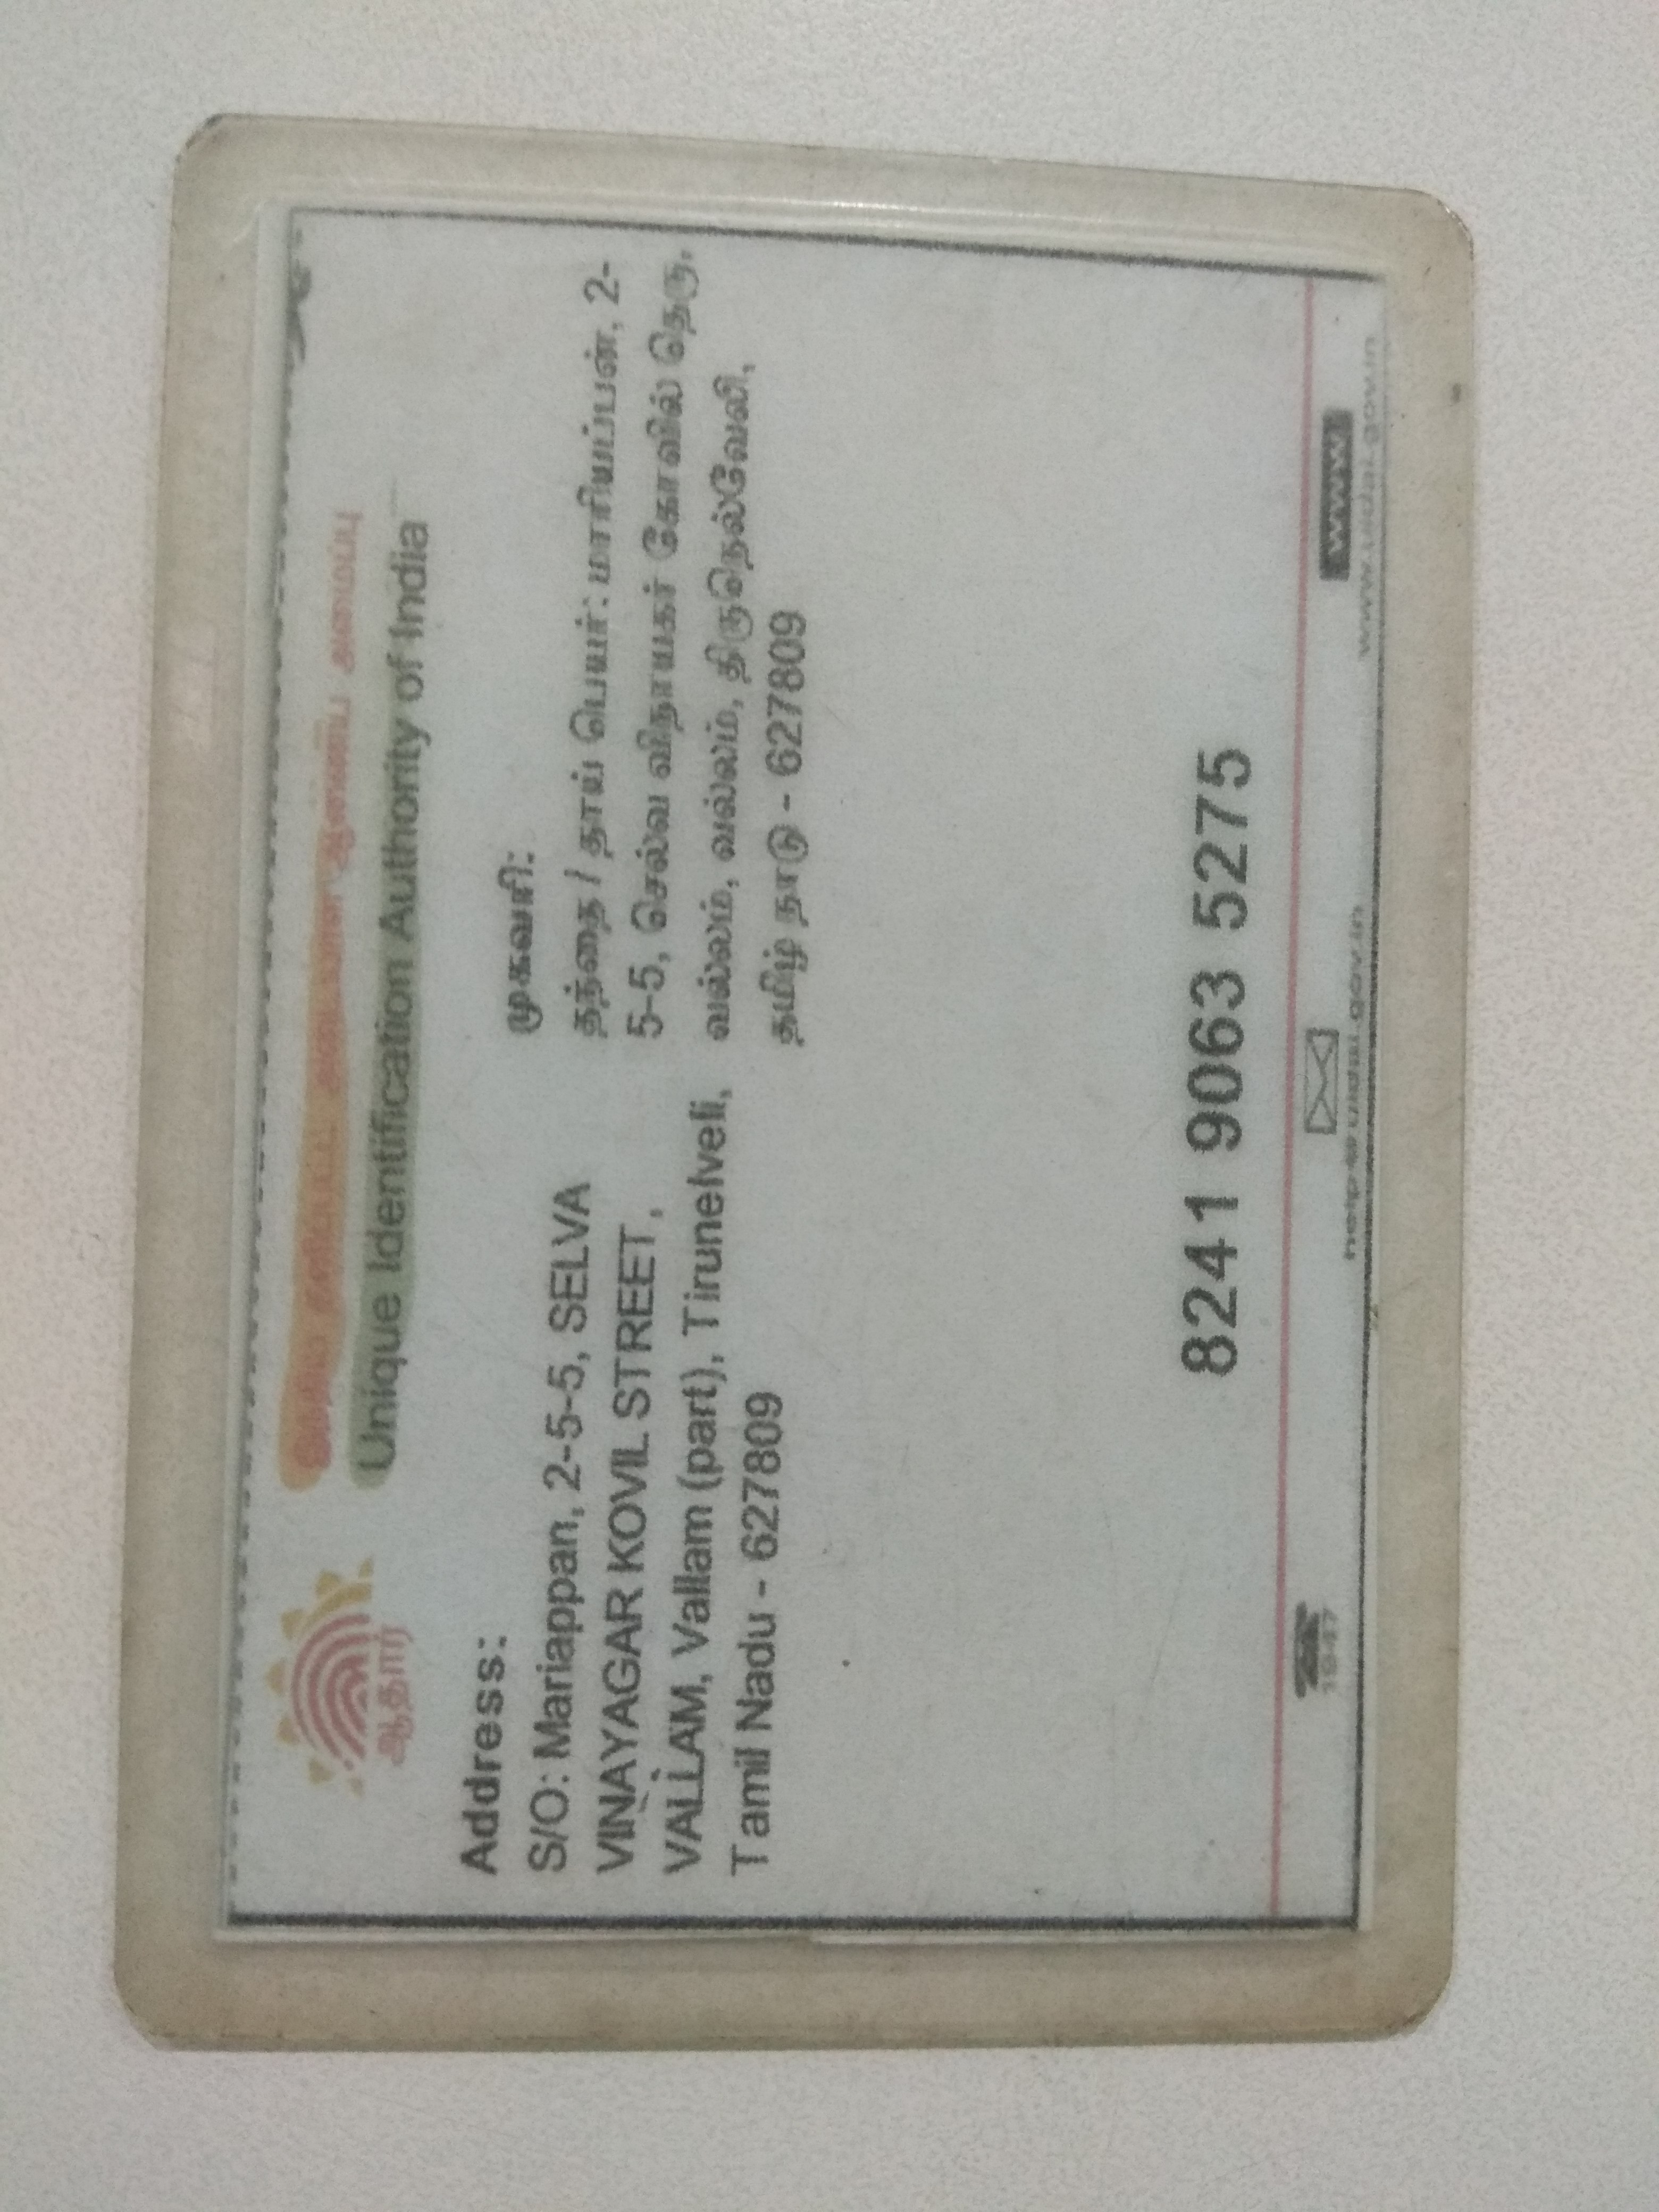 ஆதார்
Unique Identification Authority of India
Address:
S/O: Mariappan, 2-5-5, SELVA
VINAYAGAR KOVIL STREET,
VALLAM, Vallam (part), Tirunelveli,
Tamil Nadu - 627809
முகவரி:
தந்தை / தாய் பெயர்: மாரியப்பன், 2-
5-5, செல்வ விநாயகர் கோவில் தெரு,
வல்லம், வல்லம், திருநெல்வேலி,
தமிழ் நாடு - 627809
8241 9063 5275
1947
help@uidai.gov.in
www
www.uidai.gov.in